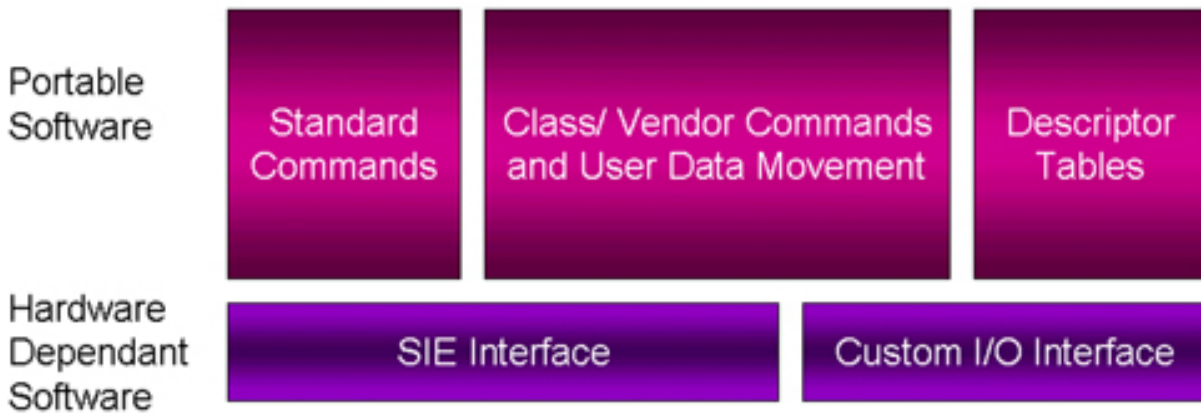 Portable
Software
Standard
Commands
Class/ Vendor Commands
and User Data Movement
Descriptor
Tables
Hardware
Dependant
Software
SIE Interface
Custom I/O Interface